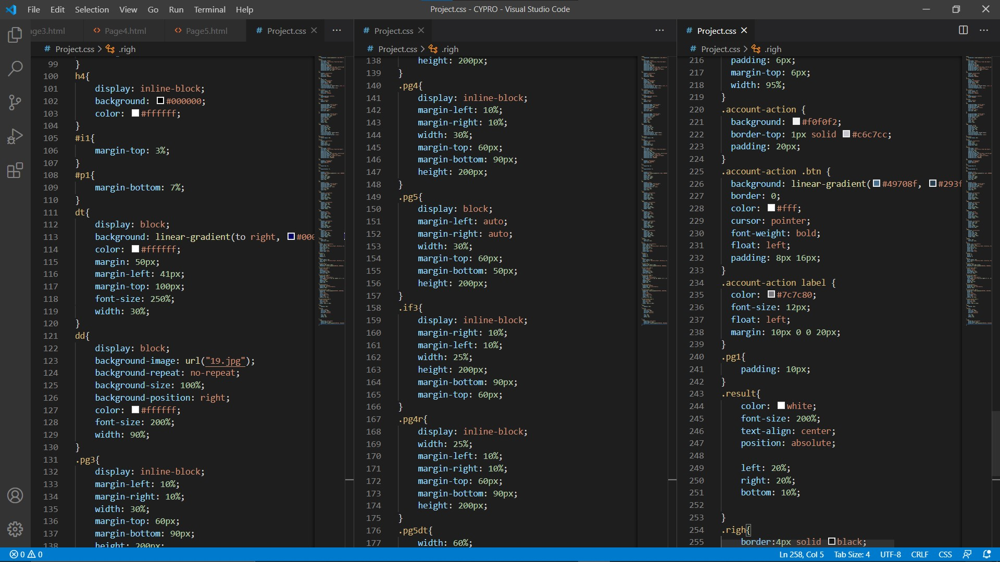 File Edit Selection View Go Run Terminal Help
Project.css - CYPRO - Visual Studio Code
ge3.html
<> Page4.html
<> Page5.html
# Project.css
# Project.css
# Project.css
# Project.css > .righ
# Project.css > .righ
# Project.css > .righ
99 }
100 h4{
101 display: inline-block;
102 background: #000000;
103 color: #ffffff;
104 }
105 #i1{
106 margin-top: 3%;
107 }
108 #p1{
109 margin-bottom: 7%;
110 }
111 dt{
112 display: block;
113 background: linear-gradient(to right, #000
114 color: #ffffff;
115 margin: 50px;
116 margin-left: 41px;
117 margin-top: 100px;
118 font-size: 250%;
119 width: 30%;
120 }
121 dd{
122 display: block;
123 background-image: url("19.jpg");
124 background-repeat: no-repeat;
125 background-size: 100%;
126 background-position: right;
127 color: #ffffff;
128 font-size: 200%;
129 width: 90%;
130 }
131 .pg3{
132 display: inline-block;
133 margin-left: 10%;
134 margin-right: 10%;
135 width: 30%;
136 margin-top: 60px;
137 margin-bottom: 90px;
138 height: 200px;
138 height: 200px;
139 }
140 .pg4{
141 display: inline-block;
142 margin-left: 10%;
143 margin-right: 10%;
144 width: 30%;
145 margin-top: 60px;
146 margin-bottom: 90px;
147 height: 200px;
148 }
149 .pg5{
150 display: block;
151 margin-left: auto;
152 margin-right: auto;
153 width: 30%;
154 margin-top: 60px;
155 margin-bottom: 50px;
156 height: 200px;
157 }
158 .if3{
159 display: inline-block;
160 margin-right: 10%;
161 margin-left: 10%;
162 width: 25%;
163 height: 200px;
164 margin-bottom: 90px;
165 margin-top: 60px;
166 }
167 .pg4r{
168 display: inline-block;
169 width: 25%;
170 margin-left: 10%;
171 margin-right: 10%;
172 margin-top: 60px;
173 margin-bottom: 90px;
174 height: 200px;
175 }
176 .pg5dt{
177 width: 60%;
216 padding: 6px;
217 margin-top: 6px;
218 width: 95%;
219 }
220 .account-action {
221 background: #f0f0f2;
222 border-top: 1px solid #c6c7cc;
223 padding: 20px;
224 }
225 .account-action .btn {
226 background: linear-gradient(#49708f, #293f
227 border: 0;
228 color: #fff;
229 cursor: pointer;
230 font-weight: bold;
231 float: left;
232 padding: 8px 16px;
233 }
234 .account-action label {
235 color: #7c7c80;
236 font-size: 12px;
237 float: left;
238 margin: 10px 0 0 20px;
239 }
240 .pg1{
241 padding: 10px;
242 }
243 .result{
244 color: white;
245 font-size: 200%;
246 text-align: center;
247 position: absolute;
248
249 left: 20%;
250 right: 20%;
251 bottom: 10%;
252
253 }
254 .righ{
255 border:4px solid black;
0 0
Ln 258, Col 5 Tab Size: 4 UTF-8 CRLF CSS